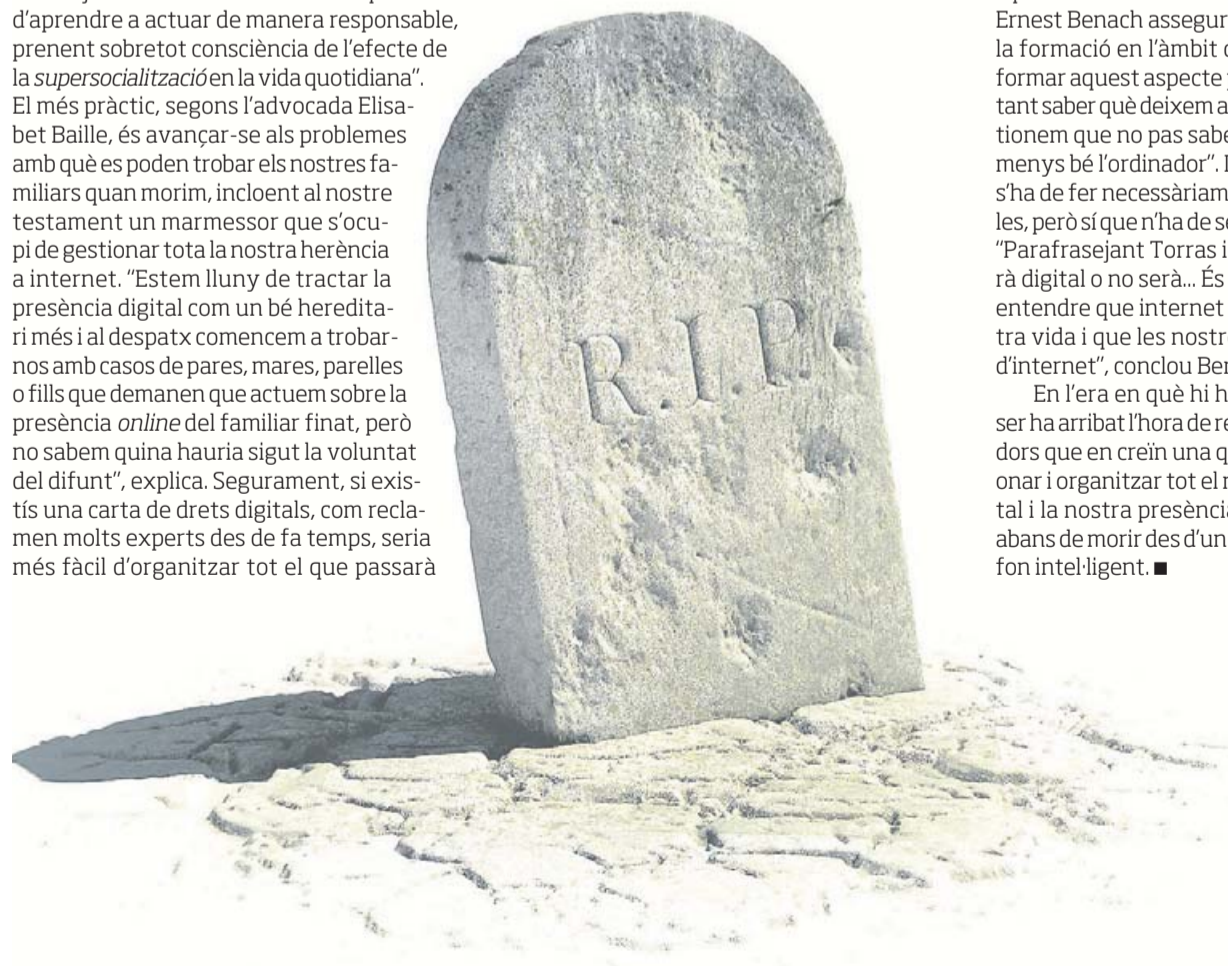 d'aprendre a actuar de manera responsable,
prenent sobretot consciència de l'efecte de
la supersocialització en la vida quotidiana".
El més pràctic, segons l'advocada Elisa-
bet Baille, és avançar-se als problemes
amb què es poden trobar els nostres fa-
miliars quan morim, incloent al nostre
testament un marmessor que s'ocu-
pi de gestionar tota la nostra herència
a internet. "Estem lluny de tractar la
presència digital com un bé heredita-
ri més i al despatx comencem a trobar-
nos amb casos de pares, mares, parelles
o fills que demanen que actuem sobre la
presència online del familiar finat, però
no sabem quina hauria sigut la voluntat
del difunt", explica. Segurament, si exis-
tís una carta de drets digitals, com recla-
men molts experts des de fa temps, seria
més fàcil d'organitzar tot el que passarà
R.I.P.
Ernest Benach assegur
la formació en l'àmbit
formar aquest aspecte
tant saber què deixem a
tionem que no pas sabe
menys bé l'ordinador".
s'ha de fer necessàriam
les, però sí que n'ha de se
"Parafrasejant Torras i
rà digital o no serà... És
entendre que internet
tra vida i que les nostr
d'internet", conclou Ben
En l'era en què hi h
ser ha arribat l'hora de re
dors que en creïn una q
onar i organitzar tot el
tal i la nostra presència
abans de morir des d'un
fon intel·ligent. ■